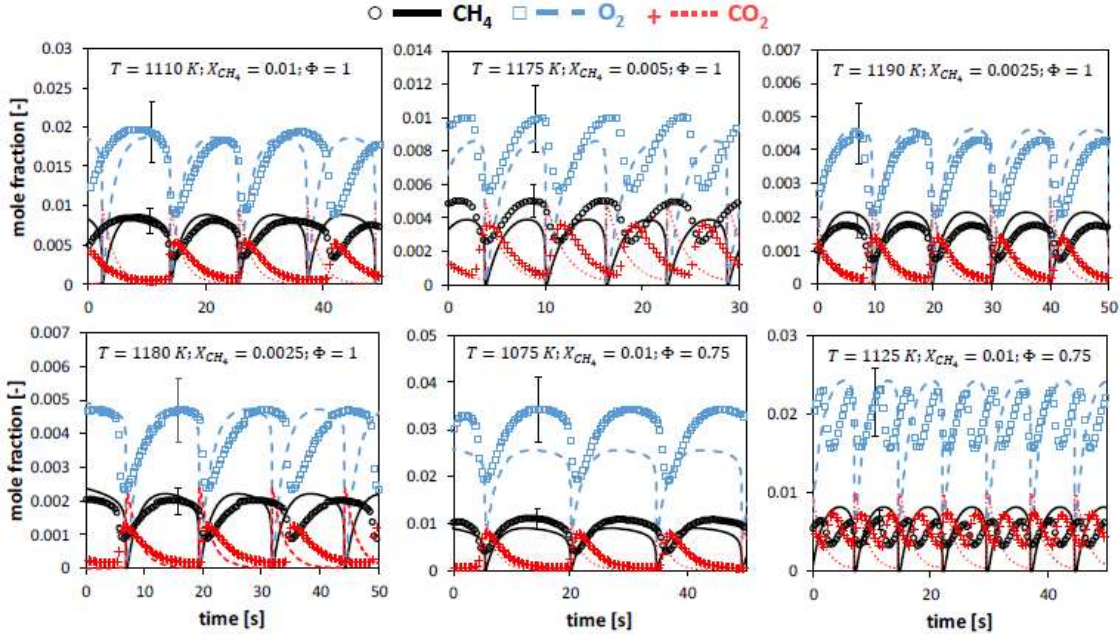 CH4 O2 CO2
mole fraction [-]
0.03
0.025
0.02
0.015
0.01
0.005
0
T = 1110 K; XCH4 = 0.01; Φ = 1
0 20 40
0.014
0.012
0.010
0.008
0.006
0.004
0.002
0.000
T = 1175 K; XCH4 = 0.005; Φ = 1
0 10 20 30
0.007
0.006
0.005
0.004
0.003
0.002
0.001
0
T = 1190 K; XCH4 = 0.0025; Φ = 1
0 10 20 30 40 50
mole fraction [-]
0.007
0.006
0.005
0.004
0.003
0.002
0.001
0
T = 1180 K; XCH4 = 0.0025; Φ = 1
0 10 20 30 40 50
time [s]
0.05
0.04
0.03
0.02
0.01
0
T = 1075 K; XCH4 = 0.01; Φ = 0.75
0 20 40
time [s]
0.03
0.02
0.01
0
T = 1125 K; XCH4 = 0.01; Φ = 0.75
0 10 20 30 40 50
time [s]